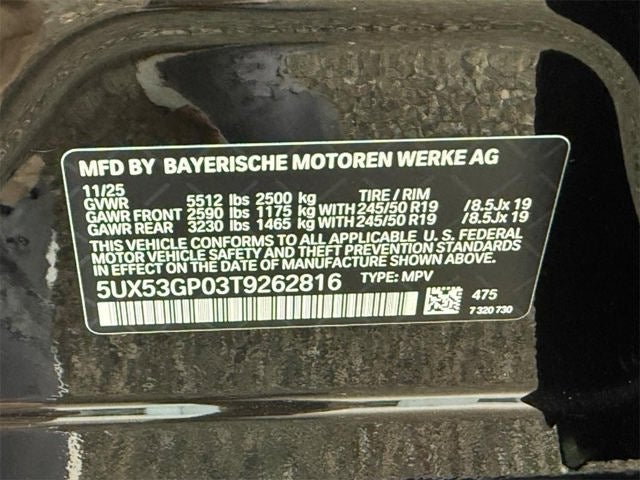 MFD BY BAYERISCHE MOTOREN WERKE AG
11/25
GVWR 5512 lbs 2500 kg TIRE / RIM
GAWR FRONT 2590 lbs 1175 kg WITH 245/50 R19 /8.5Jx 19
GAWR REAR 3230 lbs 1465 kg WITH 245/50 R19 /8.5Jx 19
THIS VEHICLE CONFORMS TO ALL APPLICABLE U. S. FEDERAL
MOTOR VEHICLE SAFETY AND THEFT PREVENTION STANDARDS
IN EFFECT ON THE DATE OF MANUFACTURE SHOWN ABOVE.
5UX53GP03T9262816 TYPE: MPV
475
7 320 730